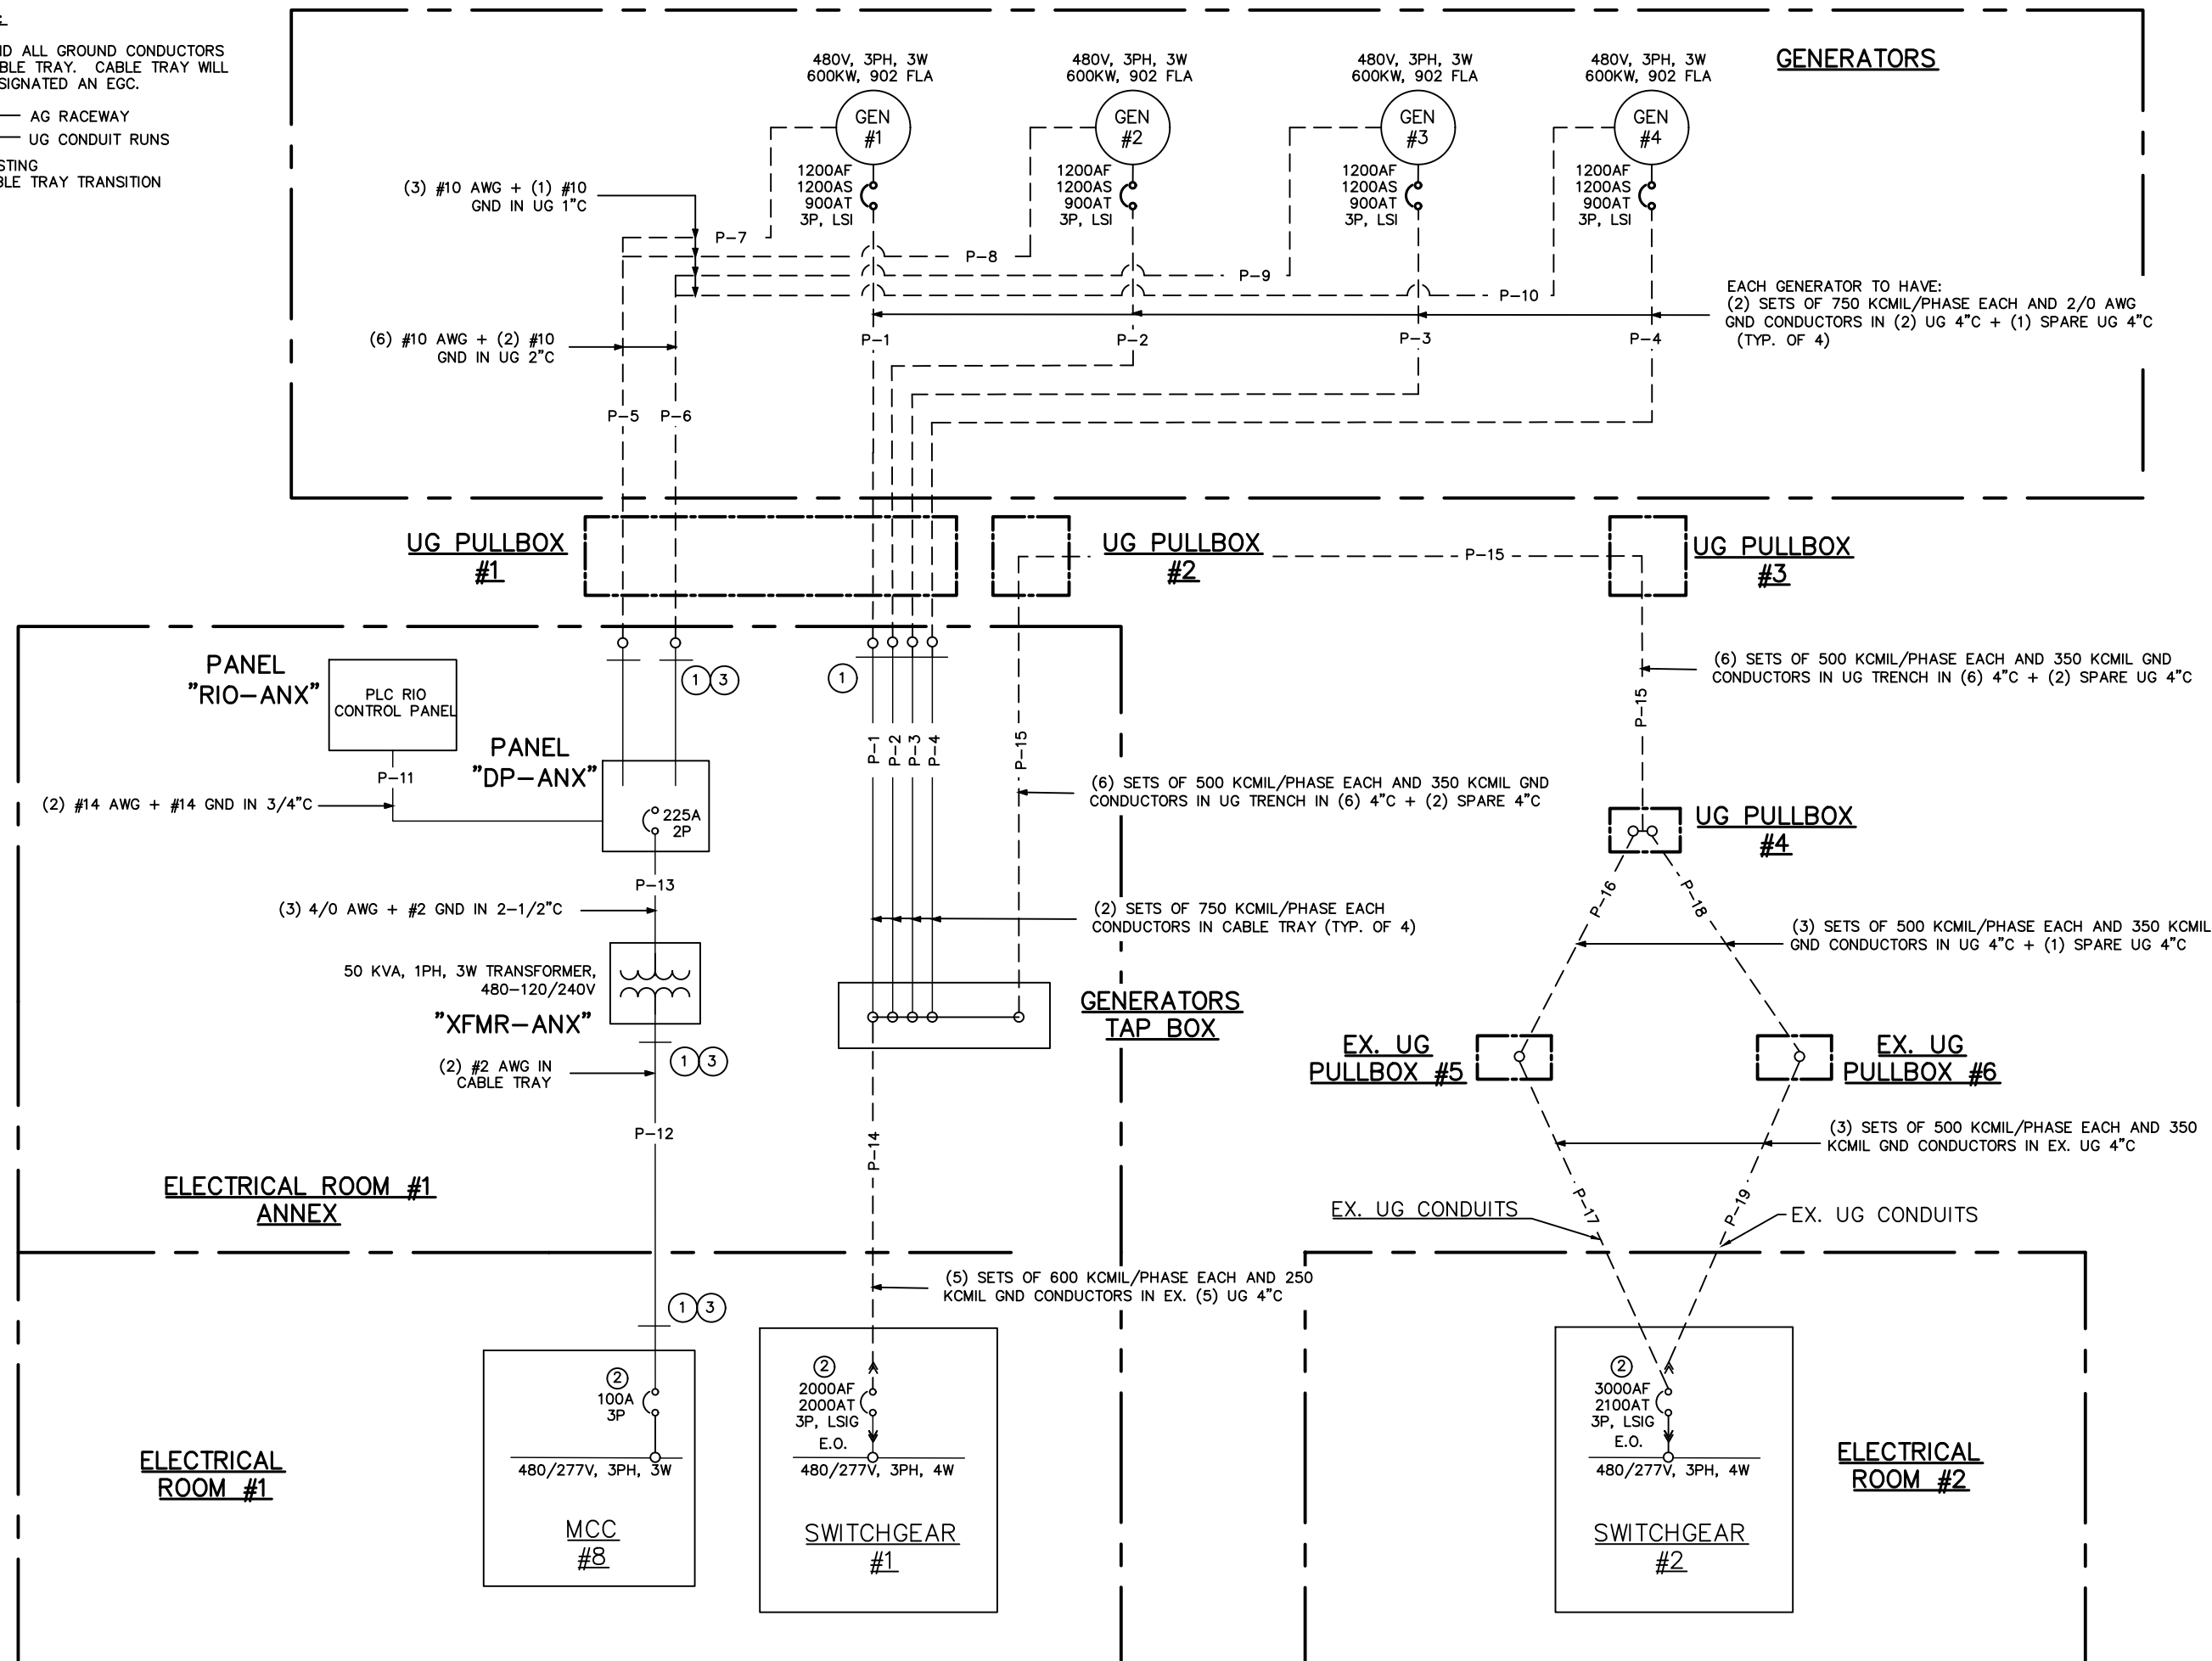 ALL GROUND CONDUCTORS
TRAY. CABLE TRAY WILL
AN EGC.
AG RACEWAY
UG CONDUIT RUNS
TRAY TRANSITION
GENERATORS
480V, 3PH, 3W
600KW, 902 FLA
GEN
#1
1200AF
1200AS
900AT
3P, LSI
480V, 3PH, 3W
600KW, 902 FLA
GEN
#2
1200AF
1200AS
900AT
3P, LSI
480V, 3PH, 3W
600KW, 902 FLA
GEN
#3
1200AF
1200AS
900AT
3P, LSI
480V, 3PH, 3W
600KW, 902 FLA
GEN
#4
1200AF
1200AS
900AT
3P, LSI
(3) #10 AWG + (1) #10
GND IN UG 1"C
P-7
P-8
P-9
P-10
EACH GENERATOR TO HAVE:
(2) SETS OF 750 KCMIL/PHASE EACH AND 2/0 AWG
GND CONDUCTORS IN (2) UG 4"C + (1) SPARE UG 4"C
(TYP. OF 4)
(6) #10 AWG + (2) #10
GND IN UG 2"C
P-1
P-2
P-3
P-4
P-5
P-6
UG PULLBOX
#1
UG PULLBOX
#2
P-15
UG PULLBOX
#3
PANEL
"RIO-ANX"
PLC RIO
CONTROL PANEL
1
3
1
(6) SETS OF 500 KCMIL/PHASE EACH AND 350 KCMIL GND
CONDUCTORS IN UG TRENCH IN (6) 4"C + (2) SPARE UG 4"C
P-15
PANEL
"DP-ANX"
P-1
P-2
P-3
P-4
P-15
P-11
(2) #14 AWG + #14 GND IN 3/4"C
225A
2P
(6) SETS OF 500 KCMIL/PHASE EACH AND 350 KCMIL GND
CONDUCTORS IN UG TRENCH IN (6) 4"C + (2) SPARE 4"C
UG PULLBOX
#4
P-13
(3) 4/0 AWG + #2 GND IN 2-1/2"C
(2) SETS OF 750 KCMIL/PHASE EACH
CONDUCTORS IN CABLE TRAY (TYP. OF 4)
P-16
P-18
(3) SETS OF 500 KCMIL/PHASE EACH AND 350 KCMIL
GND CONDUCTORS IN UG 4"C + (1) SPARE UG 4"C
50 KVA, 1PH, 3W TRANSFORMER,
480-120/240V
"XFMR-ANX"
GENERATORS
TAP BOX
1
3
(2) #2 AWG IN
CABLE TRAY
EX. UG
PULLBOX #5
EX. UG
PULLBOX #6
P-12
P-14
(3) SETS OF 500 KCMIL/PHASE EACH AND 350
KCMIL GND CONDUCTORS IN EX. UG 4"C
ELECTRICAL ROOM #1
ANNEX
P-17
P-19
EX. UG CONDUITS
EX. UG CONDUITS
(5) SETS OF 600 KCMIL/PHASE EACH AND 250
KCMIL GND CONDUCTORS IN EX. (5) UG 4"C
1
3
2
100A
3P
480/277V, 3PH, 3W
MCC
#8
2
2000AF
2000AT
3P, LSIG
E.O.
480/277V, 3PH, 4W
SWITCHGEAR
#1
2
3000AF
2100AT
3P, LSIG
E.O.
480/277V, 3PH, 4W
SWITCHGEAR
#2
ELECTRICAL
ROOM #1
ELECTRICAL
ROOM #2